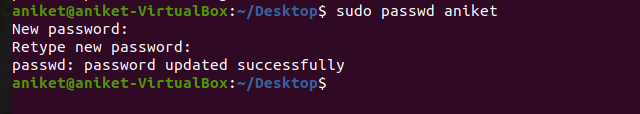 aniket@aniket-VirtualBox:~/Desktop$ sudo passwd aniket
New password:
Retype new password:
passwd: password updated successfully
aniket@aniket-VirtualBox:~/Desktop$